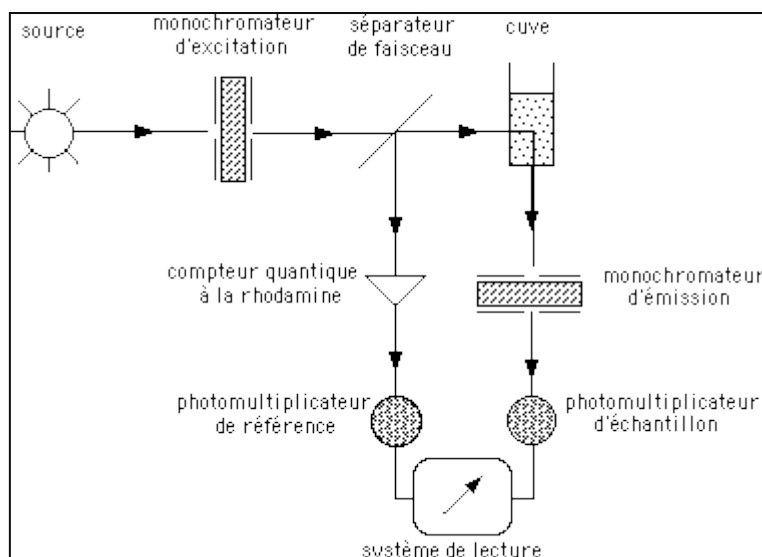 source
monochromateur
d'excitation
séparateur
de faisceau
cuve
compteur quantique
à la rhodamine
monochromateur
d'émission
photomultiplicateur
de référence
photomultiplicateur
d'échantillon
système de lecture